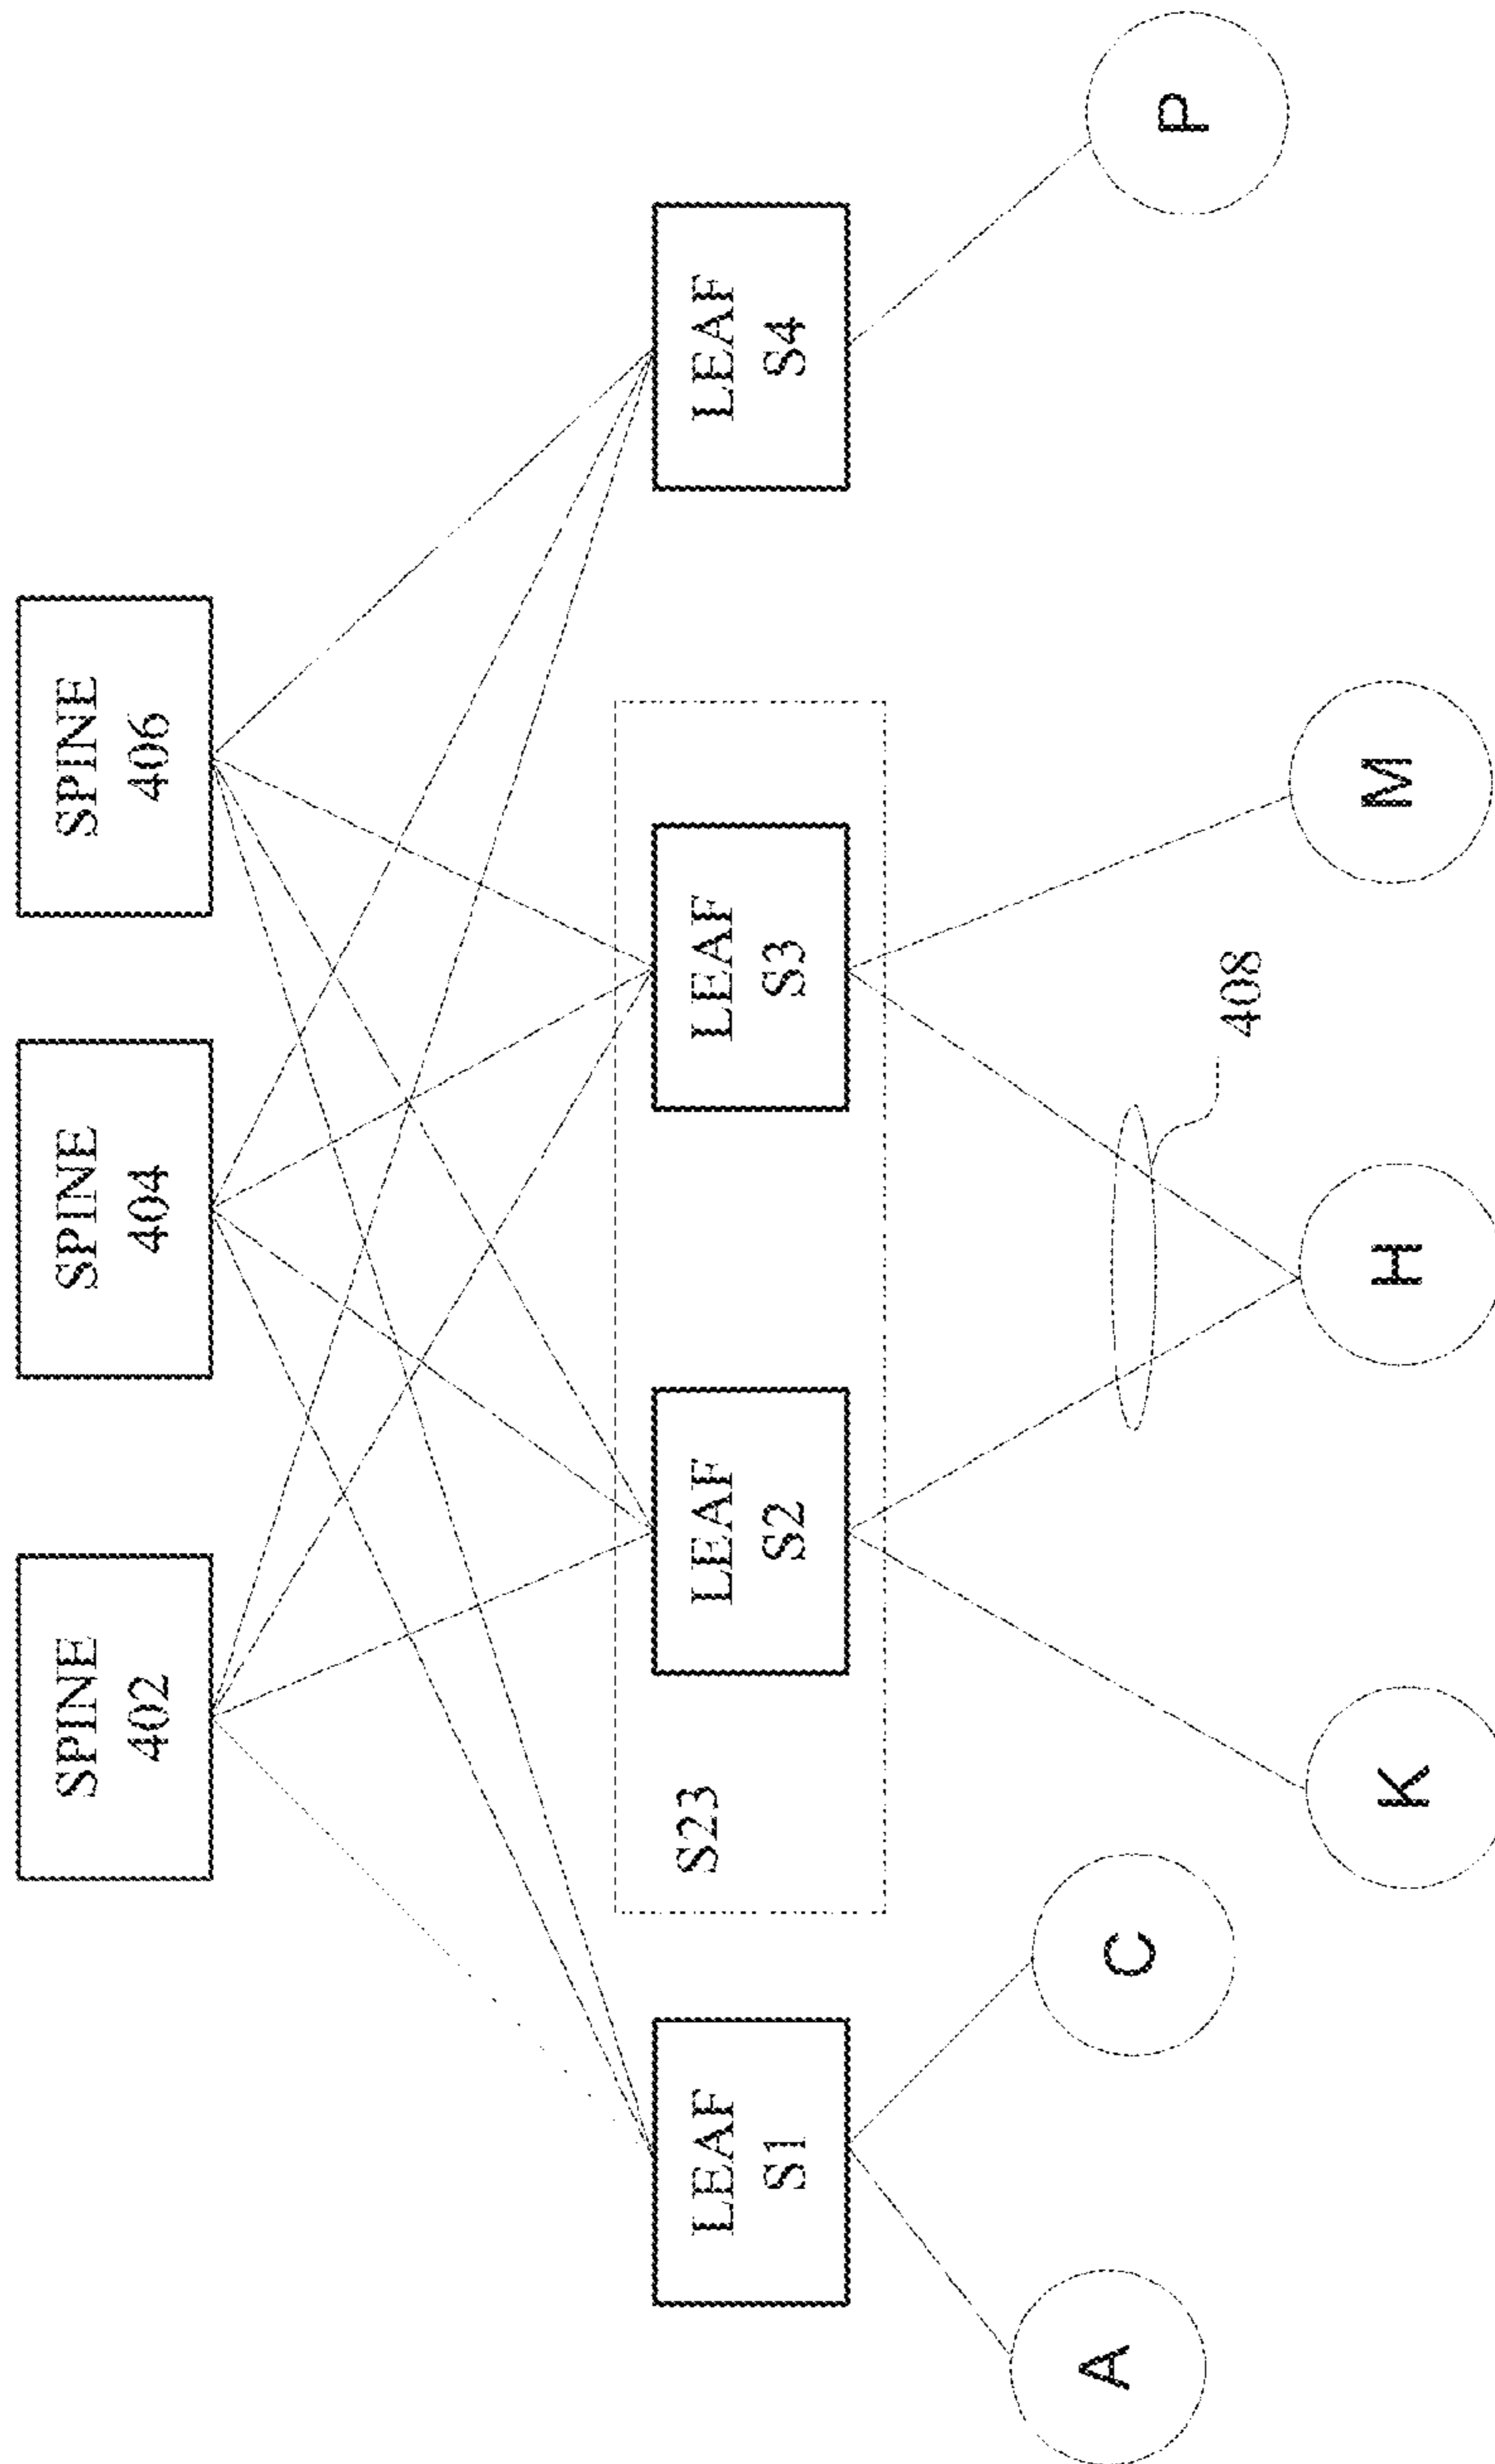 SPINE
402
SPINE
404
SPINE
406
S23
LEAF
S1
LEAF
S2
LEAF
S3
LEAF
S4
408
A
C
K
H
M
P